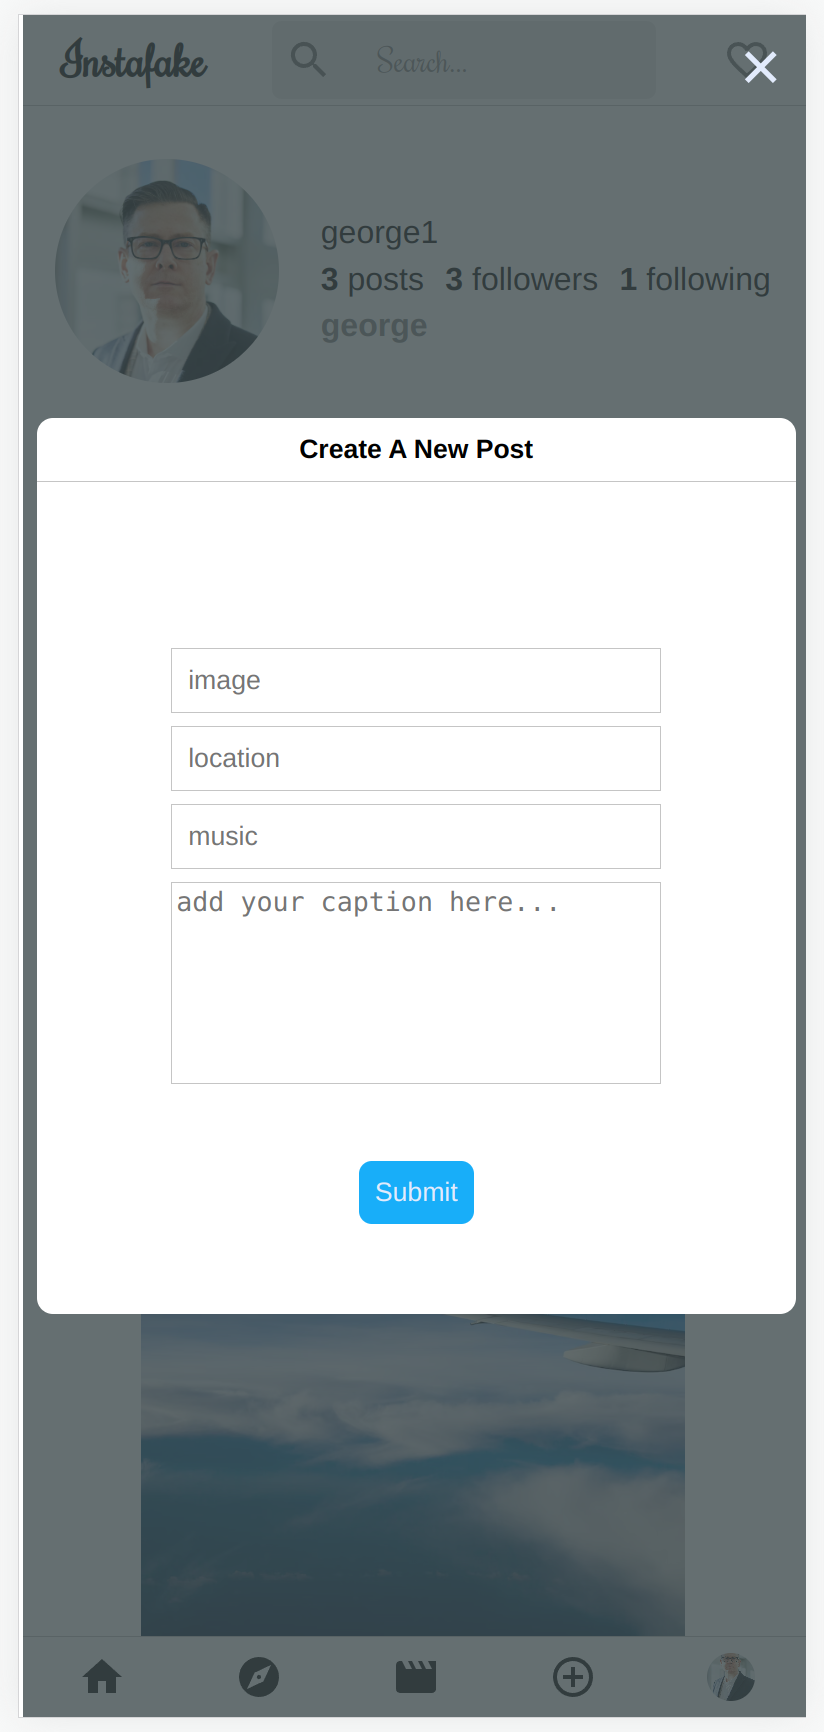 Instafake
Search...
george1
3 posts 3 followers 1 following
george
Create A New Post
image
location
music
add your caption here...
Submit